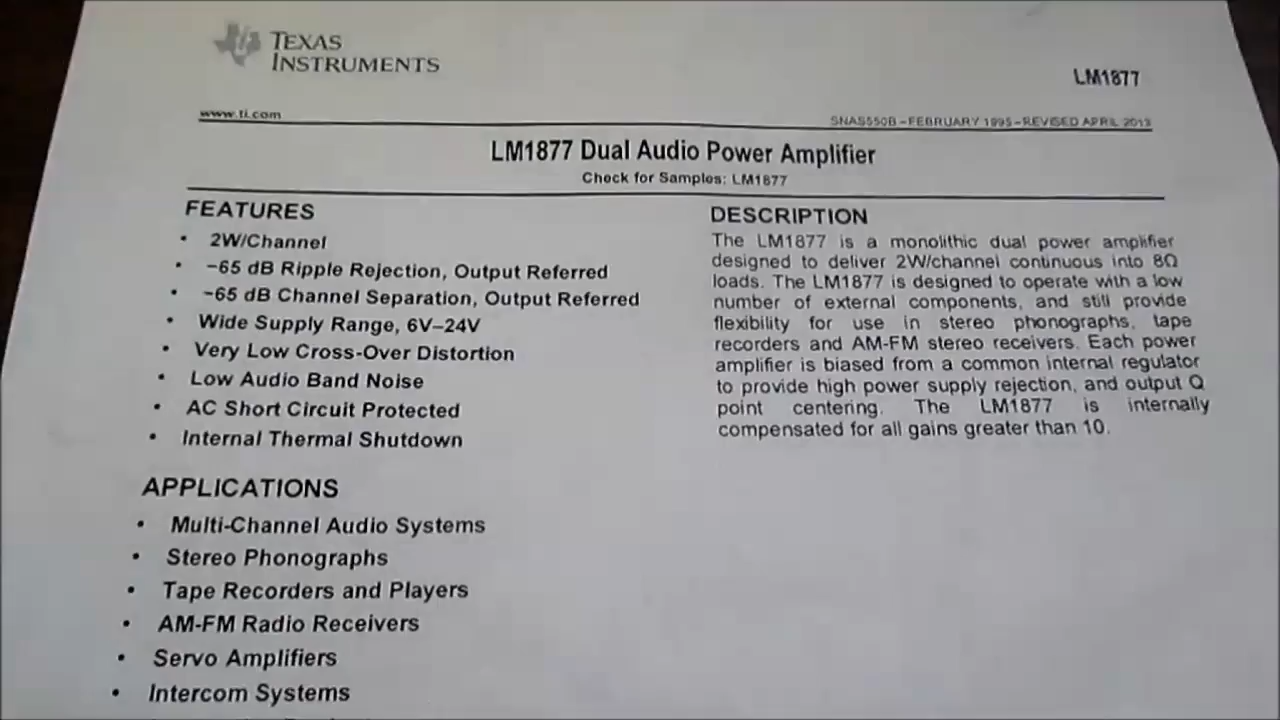 TEXAS
INSTRUMENTS
LM1877
www.ti.com
SNAS550B–FEBRUARY 1995–REVISED APRIL 2013
LM1877 Dual Audio Power Amplifier
Check for Samples: LM1877
FEATURES
• 2W/Channel
• −65 dB Ripple Rejection, Output Referred
• −65 dB Channel Separation, Output Referred
• Wide Supply Range, 6V–24V
• Very Low Cross-Over Distortion
• Low Audio Band Noise
• AC Short Circuit Protected
• Internal Thermal Shutdown
APPLICATIONS
• Multi-Channel Audio Systems
• Stereo Phonographs
• Tape Recorders and Players
• AM-FM Radio Receivers
• Servo Amplifiers
• Intercom Systems
DESCRIPTION
The LM1877 is a monolithic dual power amplifier
designed to deliver 2W/channel continuous into 8Ω
loads. The LM1877 is designed to operate with a low
number of external components, and still provide
flexibility for use in stereo phonographs, tape
recorders and AM-FM stereo receivers. Each power
amplifier is biased from a common internal regulator
to provide high power supply rejection, and output Q
point centering. The LM1877 is internally
compensated for all gains greater than 10.